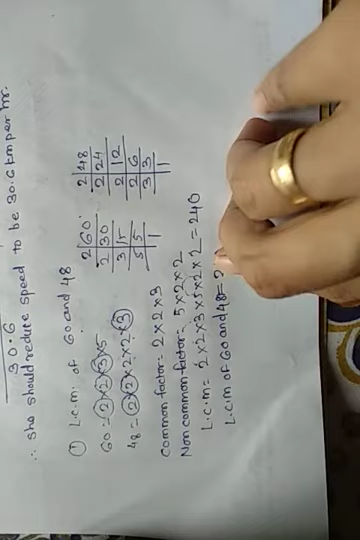 30.6
∴ she should reduce speed to be 30.6 km per hr.
① L.C.M. of 60 and 48
60 = 2×2×3×5
48 = 2×2×2×2×3
2|60
2|30
3|15
5|5
1
2|48
2|24
2|12
2|6
3|3
1
Common factor = 2×2×3
Non common factor = 5×2×2
L.C.M = 2×2×3×5×2×2 = 240
L.C.M of 60 and 48 = 2